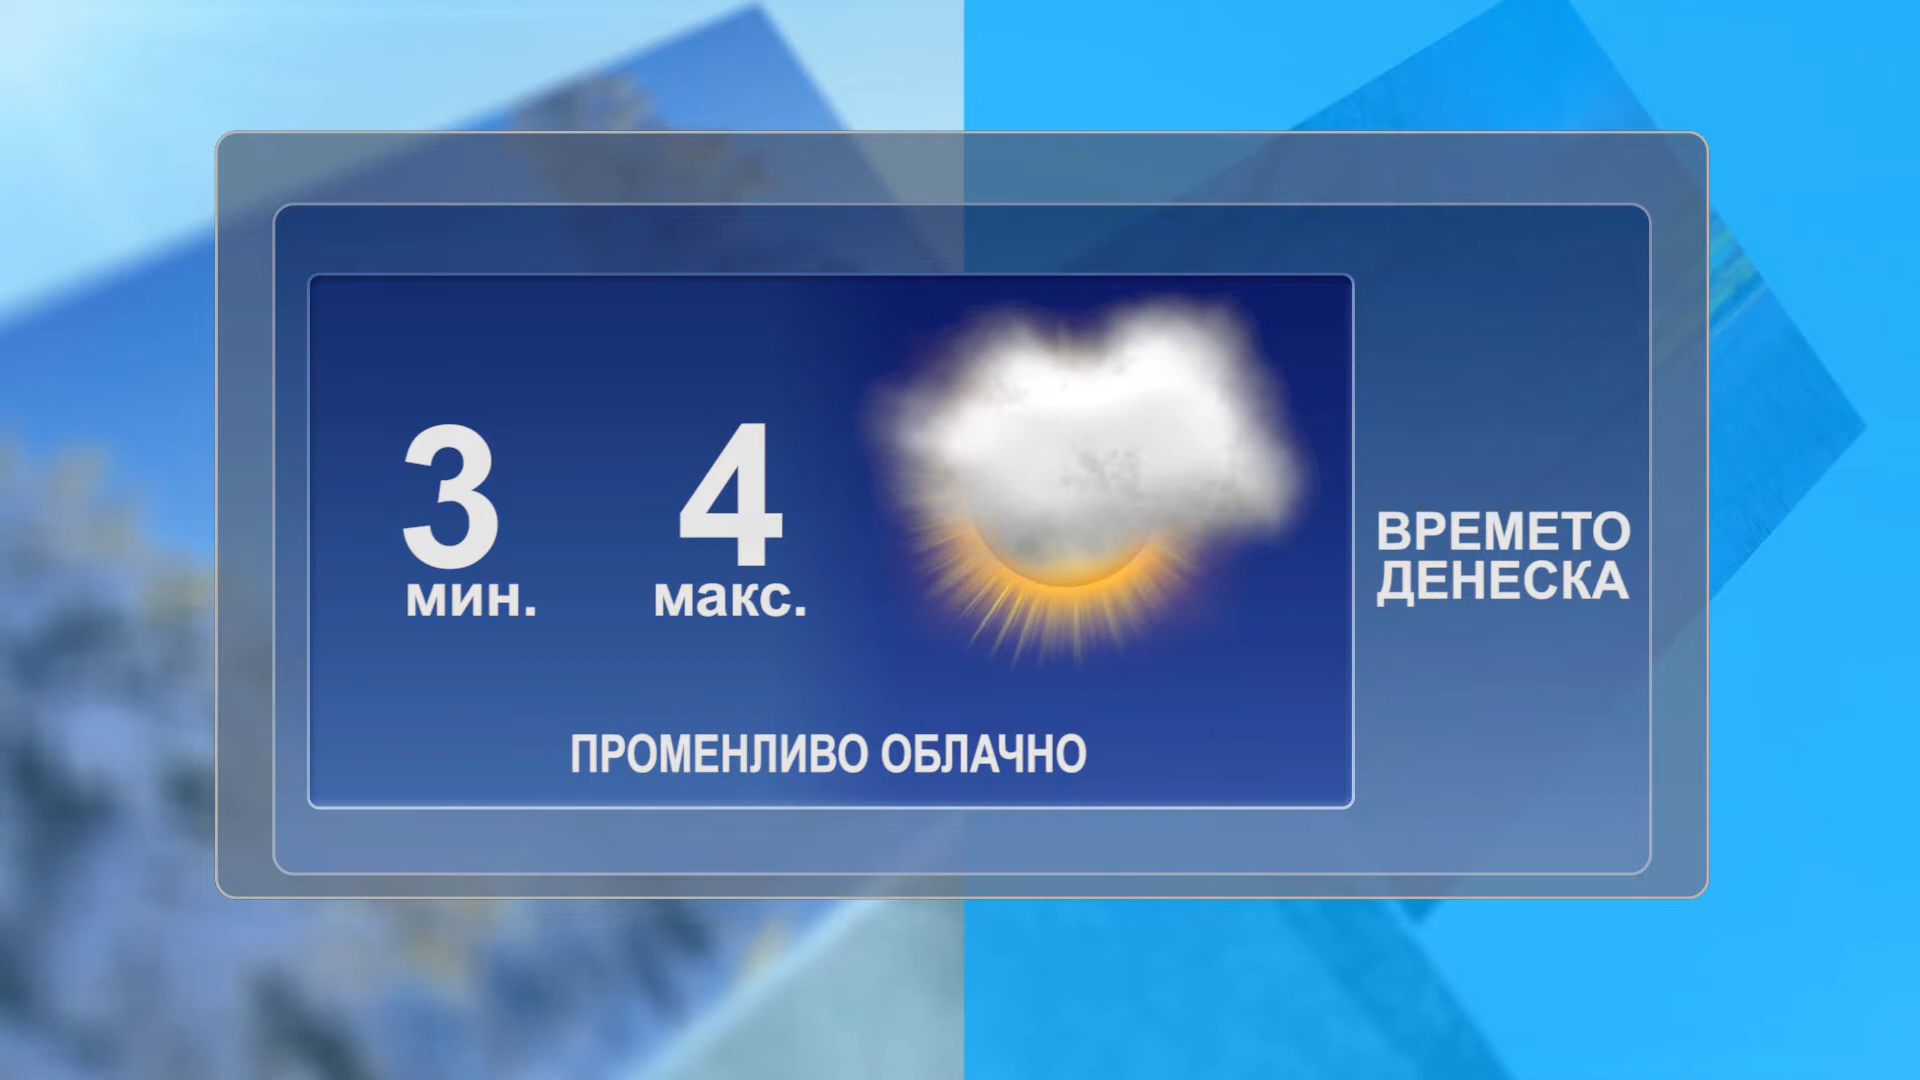 3 4
мин. макс.
ПРОМЕНЛИВО ОБЛАЧНО
ВРЕМЕТО
ДЕНЕСКА